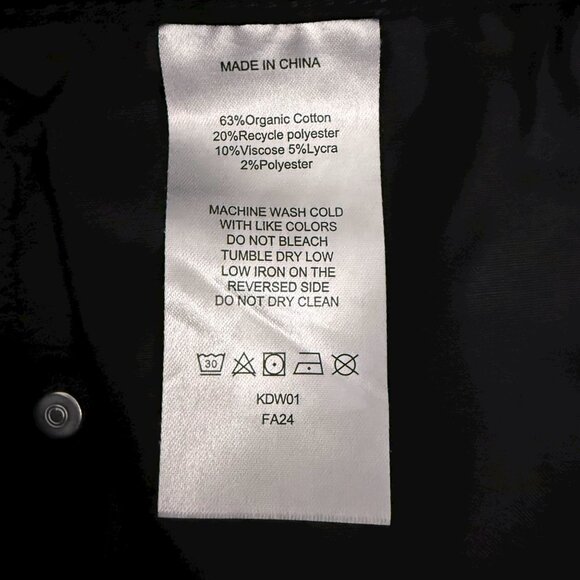 MADE IN CHINA
63%Organic Cotton
20%Recycle polyester
10%Viscose 5%Lycra
2%Polyester
MACHINE WASH COLD
WITH LIKE COLORS
DO NOT BLEACH
TUMBLE DRY LOW
LOW IRON ON THE
REVERSED SIDE
DO NOT DRY CLEAN
30
KDW01
FA24